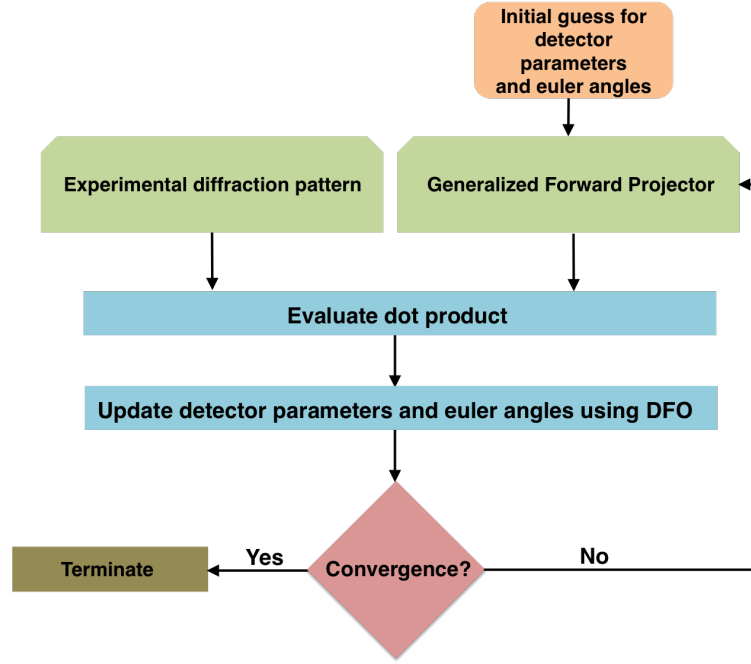 Initial guess for
detector
parameters
and euler angles
Experimental diffraction pattern
Generalized Forward Projector
Evaluate dot product
Update detector parameters and euler angles using DFO
Convergence?
Yes
No
Terminate